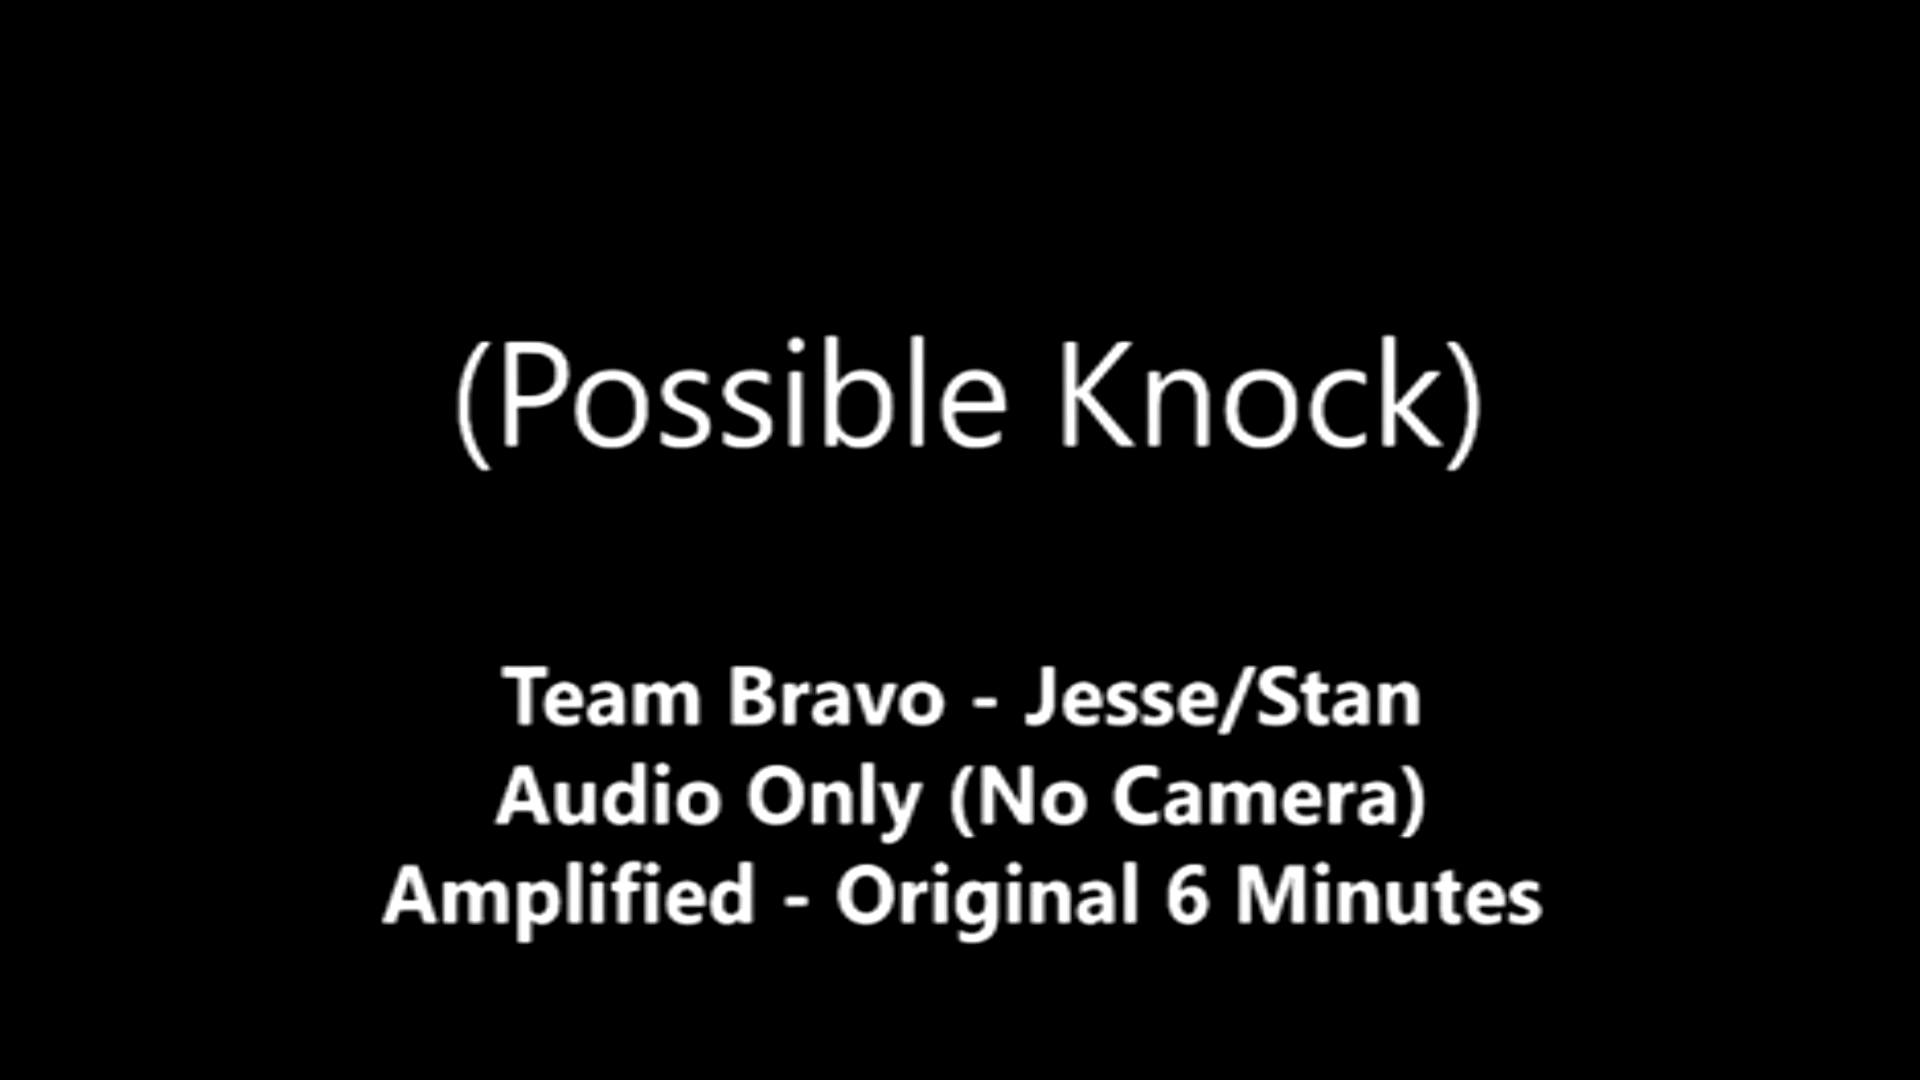 (Possible Knock)
Team Bravo - Jesse/Stan
Audio Only (No Camera)
Amplified - Original 6 Minutes